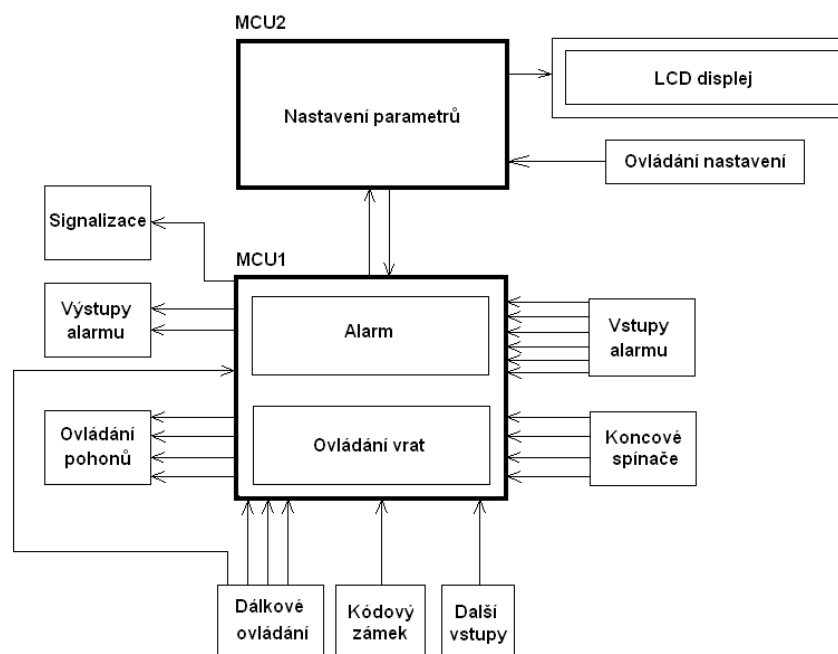 MCU2
Nastavení parametrů
LCD displej
Ovládání nastavení
Signalizace
MCU1
Výstupy
alarmu
Alarm
Vstupy
alarmu
Ovládání
pohonů
Ovládání vrat
Koncové
spínače
Dálkové
ovládání
Kódový
zámek
Další
vstupy